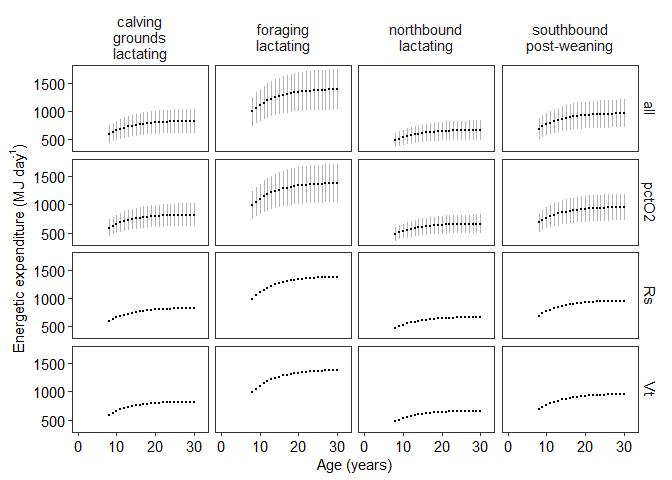 calving
grounds
lactating
foraging
lactating
northbound
lactating
southbound
post-weaning
Energetic expenditure (MJ day⁻¹)
1500
1000
500
all
1500
1000
500
pctO2
1500
1000
500
Rs
1500
1000
500
Vt
0 10 20 30 0 10 20 30 0 10 20 30 0 10 20 30
Age (years)